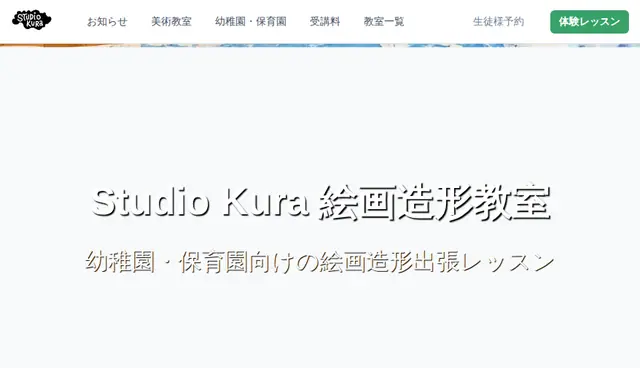 STUDIO KURA
お知らせ
美術教室
幼稚園・保育園
受講料
教室一覧
生徒様予約
体験レッスン
Studio Kura 絵画造形教室
幼稚園・保育園向けの絵画造形出張レッスン